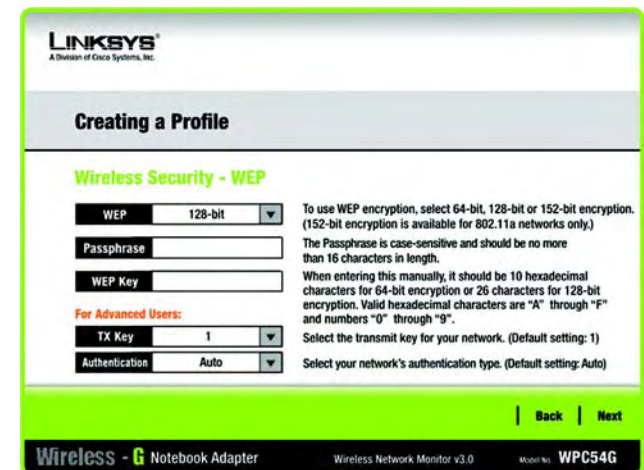 LINKSYS®
A Division of Cisco Systems, Inc.
Creating a Profile
Wireless Security - WEP
WEP 128-bit
To use WEP encryption, select 64-bit, 128-bit or 152-bit encryption.
(152-bit encryption is available for 802.11a networks only.)
Passphrase
The Passphrase is case-sensitive and should be no more
than 16 characters in length.
WEP Key
When entering this manually, it should be 10 hexadecimal
characters for 64-bit encryption or 26 characters for 128-bit
encryption. Valid hexadecimal characters are "A" through "F"
and numbers "0" through "9".
For Advanced Users:
TX Key 1
Select the transmit key for your network. (Default setting: 1)
Authentication Auto
Select your network's authentication type. (Default setting: Auto)
Back Next
Wireless - G Notebook Adapter
Wireless Network Monitor v3.0
Model No. WPC54G